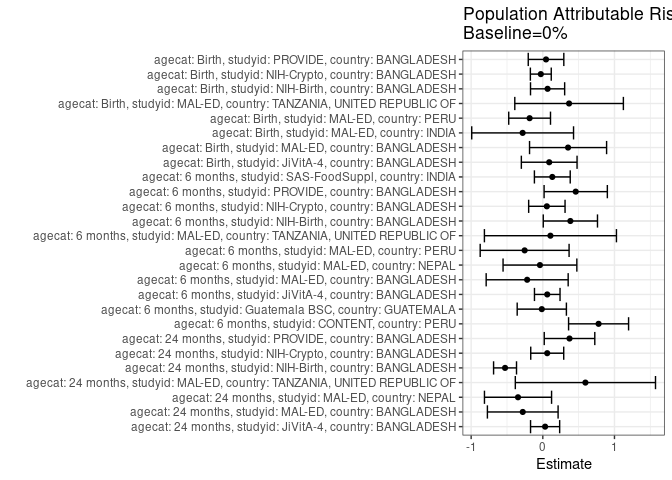 Population Attributable Ris
Baseline=0%
agecat: Birth, studyid: PROVIDE, country: BANGLADESH
agecat: Birth, studyid: NIH-Crypto, country: BANGLADESH
agecat: Birth, studyid: NIH-Birth, country: BANGLADESH
agecat: Birth, studyid: MAL-ED, country: TANZANIA, UNITED REPUBLIC OF
agecat: Birth, studyid: MAL-ED, country: PERU
agecat: Birth, studyid: MAL-ED, country: INDIA
agecat: Birth, studyid: MAL-ED, country: BANGLADESH
agecat: Birth, studyid: JiVitA-4, country: BANGLADESH
agecat: 6 months, studyid: SAS-FoodSuppl, country: INDIA
agecat: 6 months, studyid: PROVIDE, country: BANGLADESH
agecat: 6 months, studyid: NIH-Crypto, country: BANGLADESH
agecat: 6 months, studyid: NIH-Birth, country: BANGLADESH
agecat: 6 months, studyid: MAL-ED, country: TANZANIA, UNITED REPUBLIC OF
agecat: 6 months, studyid: MAL-ED, country: PERU
agecat: 6 months, studyid: MAL-ED, country: NEPAL
agecat: 6 months, studyid: MAL-ED, country: BANGLADESH
agecat: 6 months, studyid: JiVitA-4, country: BANGLADESH
agecat: 6 months, studyid: Guatemala BSC, country: GUATEMALA
agecat: 6 months, studyid: CONTENT, country: PERU
agecat: 24 months, studyid: PROVIDE, country: BANGLADESH
agecat: 24 months, studyid: NIH-Crypto, country: BANGLADESH
agecat: 24 months, studyid: NIH-Birth, country: BANGLADESH
agecat: 24 months, studyid: MAL-ED, country: TANZANIA, UNITED REPUBLIC OF
agecat: 24 months, studyid: MAL-ED, country: NEPAL
agecat: 24 months, studyid: MAL-ED, country: BANGLADESH
agecat: 24 months, studyid: JiVitA-4, country: BANGLADESH
-1 0 1
Estimate